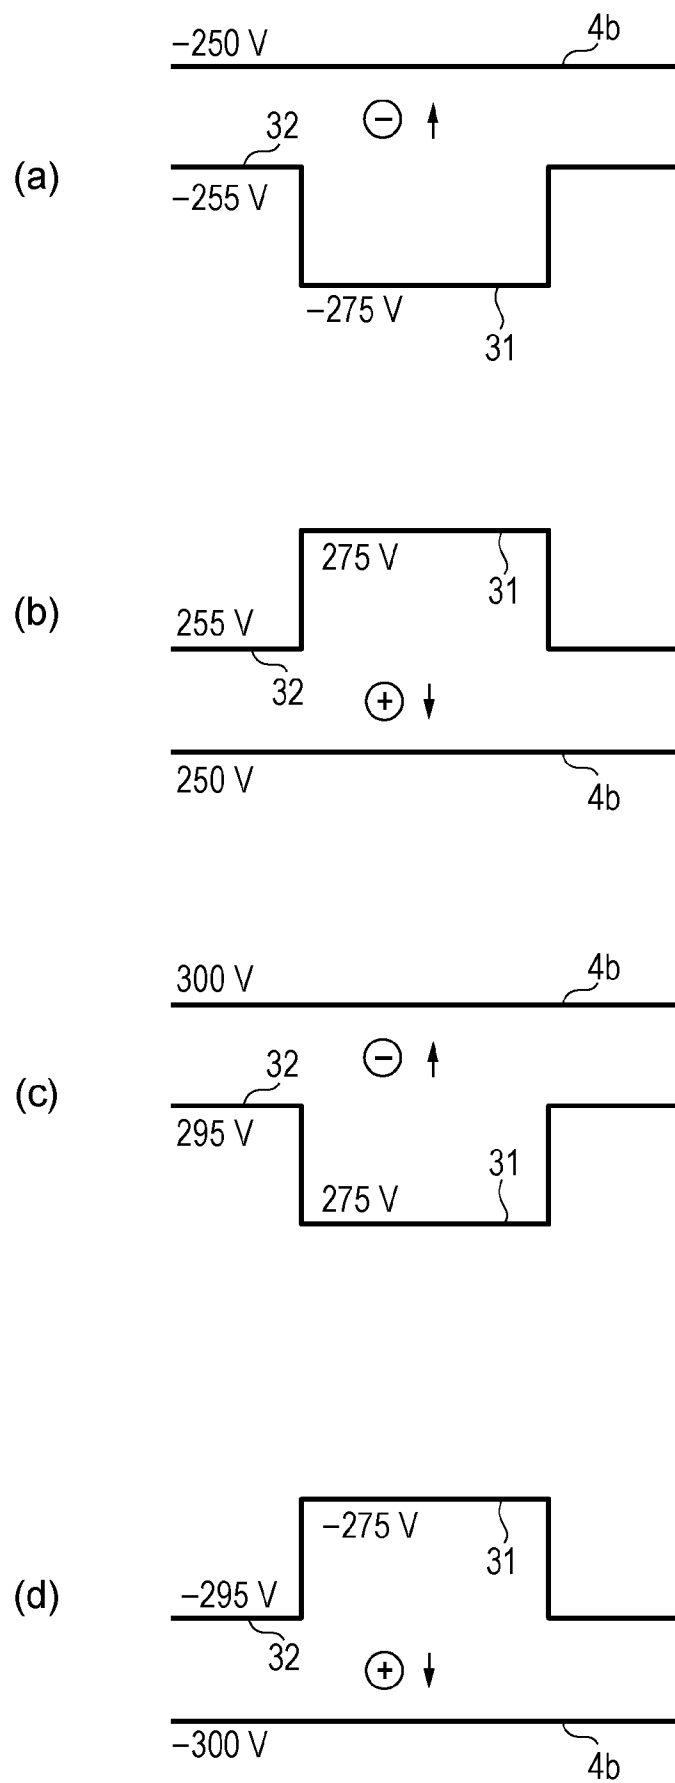 –250 V 4b
⊖ ↑
32
(a)
–255 V
–275 V
31
275 V
31
(b)
255 V
32
⊕ ↓
250 V
4b
300 V 4b
⊖ ↑
32
(c)
295 V
31
275 V
–275 V
31
(d)
–295 V
32
⊕ ↓
–300 V
4b